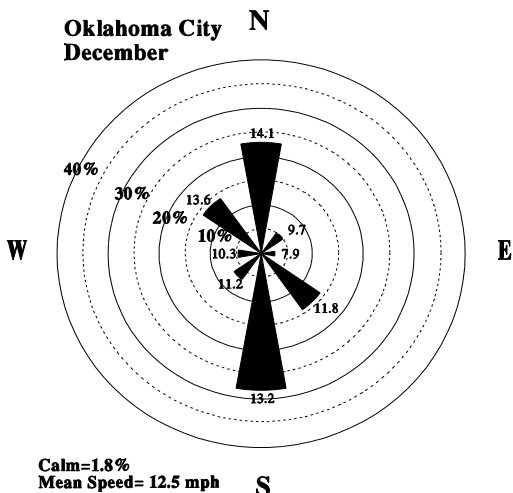 Oklahoma City
December
N
14.1
40%
30%
13.6
20%
10%
9.7
W
10.3
7.9
E
11.2
11.8
13.2
Calm=1.8%
Mean Speed= 12.5 mph
S